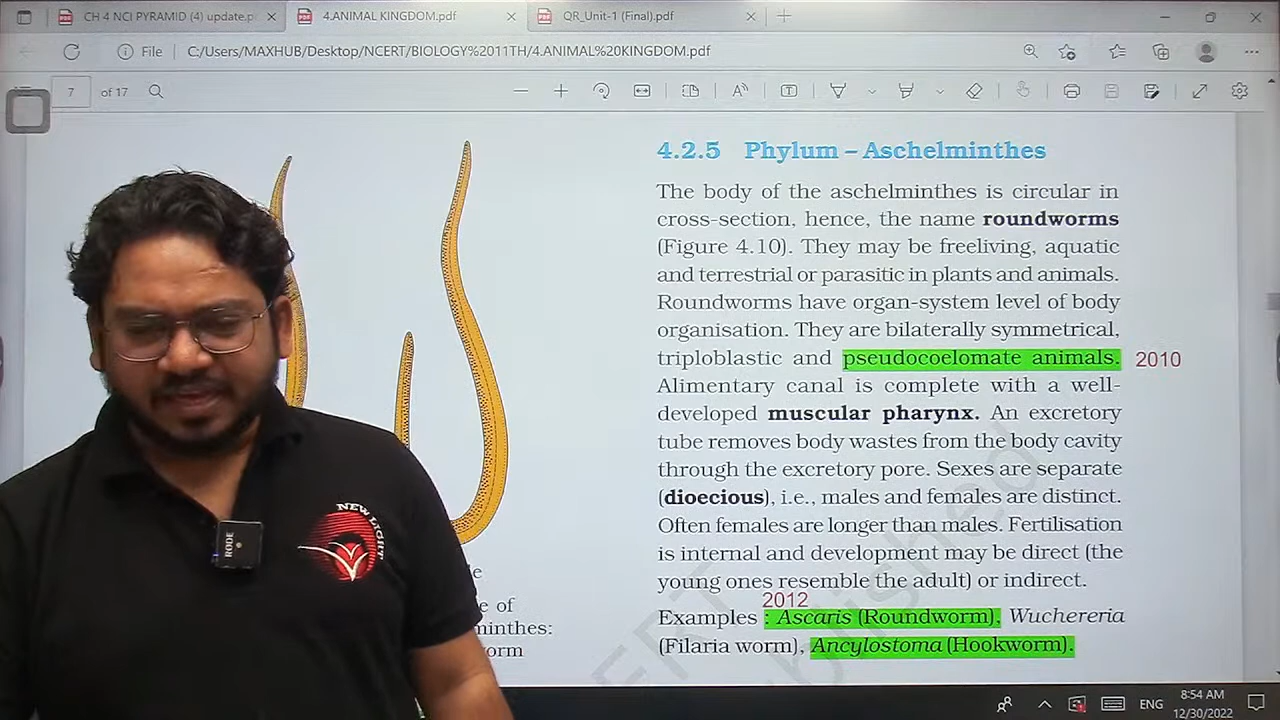 CH 4 NCI PYRAMID (4) update.p
4.ANIMAL KINGDOM.pdf
QR_Unit-1 (Final).pdf
File
C:/Users/MAXHUB/Desktop/NCERT/BIOLOGY%2011TH/4.ANIMAL%20KINGDOM.pdf
7 of 17
4.2.5 Phylum – Aschelminthes
The body of the aschelminthes is circular in
cross-section, hence, the name roundworms
(Figure 4.10). They may be freeliving, aquatic
and terrestrial or parasitic in plants and animals.
Roundworms have organ-system level of body
organisation. They are bilaterally symmetrical,
triploblastic and pseudocoelomate animals. 2010
Alimentary canal is complete with a well-
developed muscular pharynx. An excretory
tube removes body wastes from the body cavity
through the excretory pore. Sexes are separate
(dioecious), i.e., males and females are distinct.
Often females are longer than males. Fertilisation
is internal and development may be direct (the
young ones resemble the adult) or indirect.
2012
Examples : Ascaris (Roundworm), Wuchereria
(Filaria worm), Ancylostoma (Hookworm).
le
e of
minthes:
orm
NEW LIGHT
RODE
ENG
8:54 AM
12/30/2022